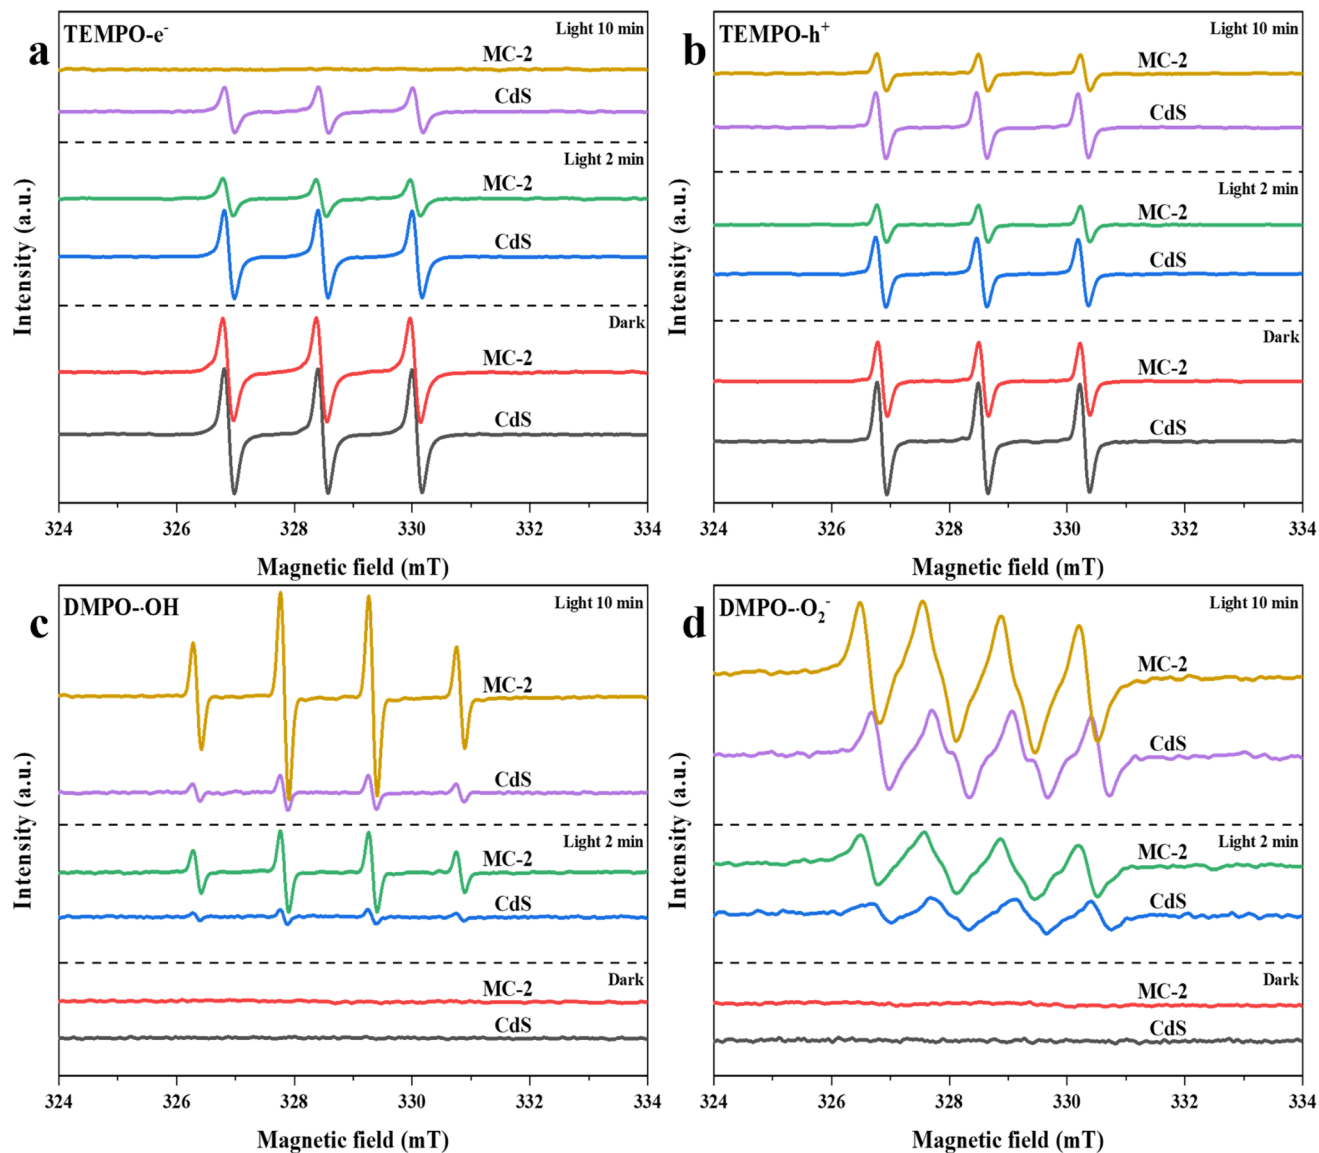 a
TEMPO-e⁻
Light 10 min
MC-2
CdS
Light 2 min
MC-2
CdS
Dark
MC-2
CdS
Intensity (a.u.)
324 326 328 330 332 334
Magnetic field (mT)
b
TEMPO-h⁺
Light 10 min
MC-2
CdS
Light 2 min
MC-2
CdS
Dark
MC-2
CdS
Intensity (a.u.)
324 326 328 330 332 334
Magnetic field (mT)
c
DMPO-·OH
Light 10 min
MC-2
CdS
Light 2 min
MC-2
CdS
Dark
MC-2
CdS
Intensity (a.u.)
324 326 328 330 332 334
Magnetic field (mT)
d
DMPO-·O₂⁻
Light 10 min
MC-2
CdS
Light 2 min
MC-2
CdS
Dark
MC-2
CdS
Intensity (a.u.)
324 326 328 330 332 334
Magnetic field (mT)